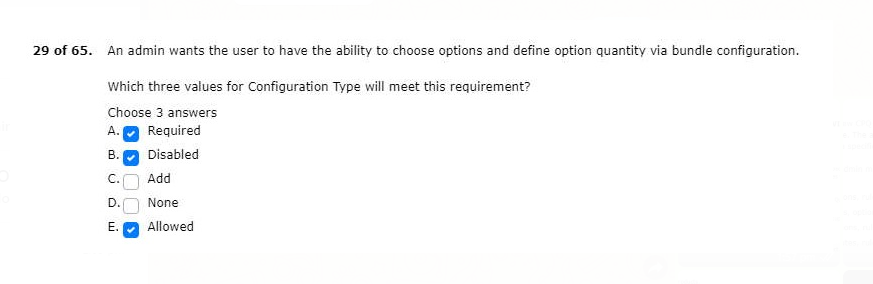 29 of 65. An admin wants the user to have the ability to choose options and define option quantity via bundle configuration.
Which three values for Configuration Type will meet this requirement?
Choose 3 answers
A. Required
B. Disabled
C. Add
D. None
E. Allowed